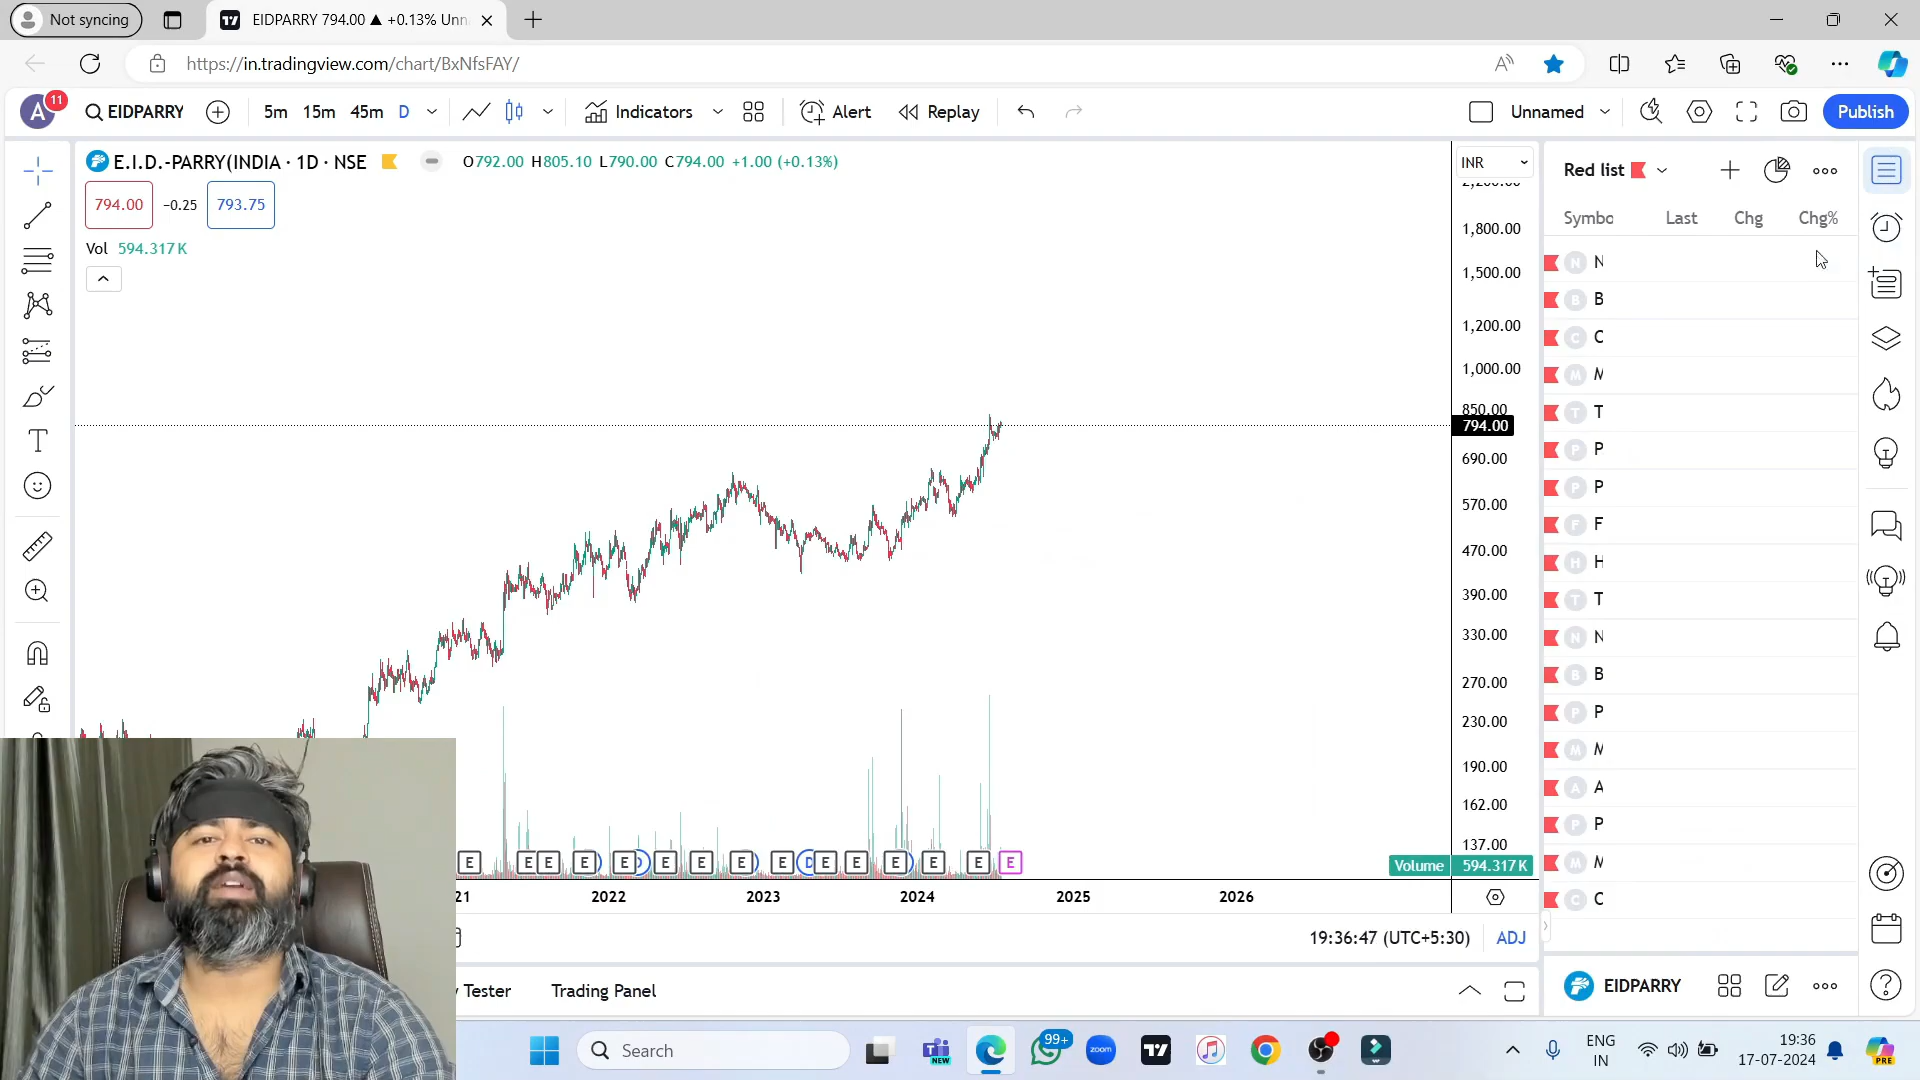 Not syncing
EIDPARRY 794.00 ▲ +0.13% Unn
https://in.tradingview.com/chart/BxNfsFAY/
A 11 EIDPARRY 5m 15m 45m D Indicators Alert Replay Unnamed Publish
E.I.D.-PARRY(INDIA · 1D · NSE O792.00 H805.10 L790.00 C794.00 +1.00 (+0.13%)
794.00 −0.25 793.75
Vol 594.317 K
INR
1,800.00
1,500.00
1,200.00
1,000.00
850.00
794.00
690.00
570.00
470.00
390.00
330.00
270.00
230.00
190.00
162.00
137.00
Volume 594.317 K
E E E E E D E E E D E E E E E E
21 2022 2023 2024 2025 2026
19:36:47 (UTC+5:30) ADJ
Tester Trading Panel
Red list
Symbo Last Chg Chg%
N N
B B
C C
M M
T T
P P
P P
F F
H H
T T
N N
B B
P P
M M
A A
P P
M M
C C
EIDPARRY
Search
NEW
99+
zoom
ENG
IN
19:36
17-07-2024
PRE